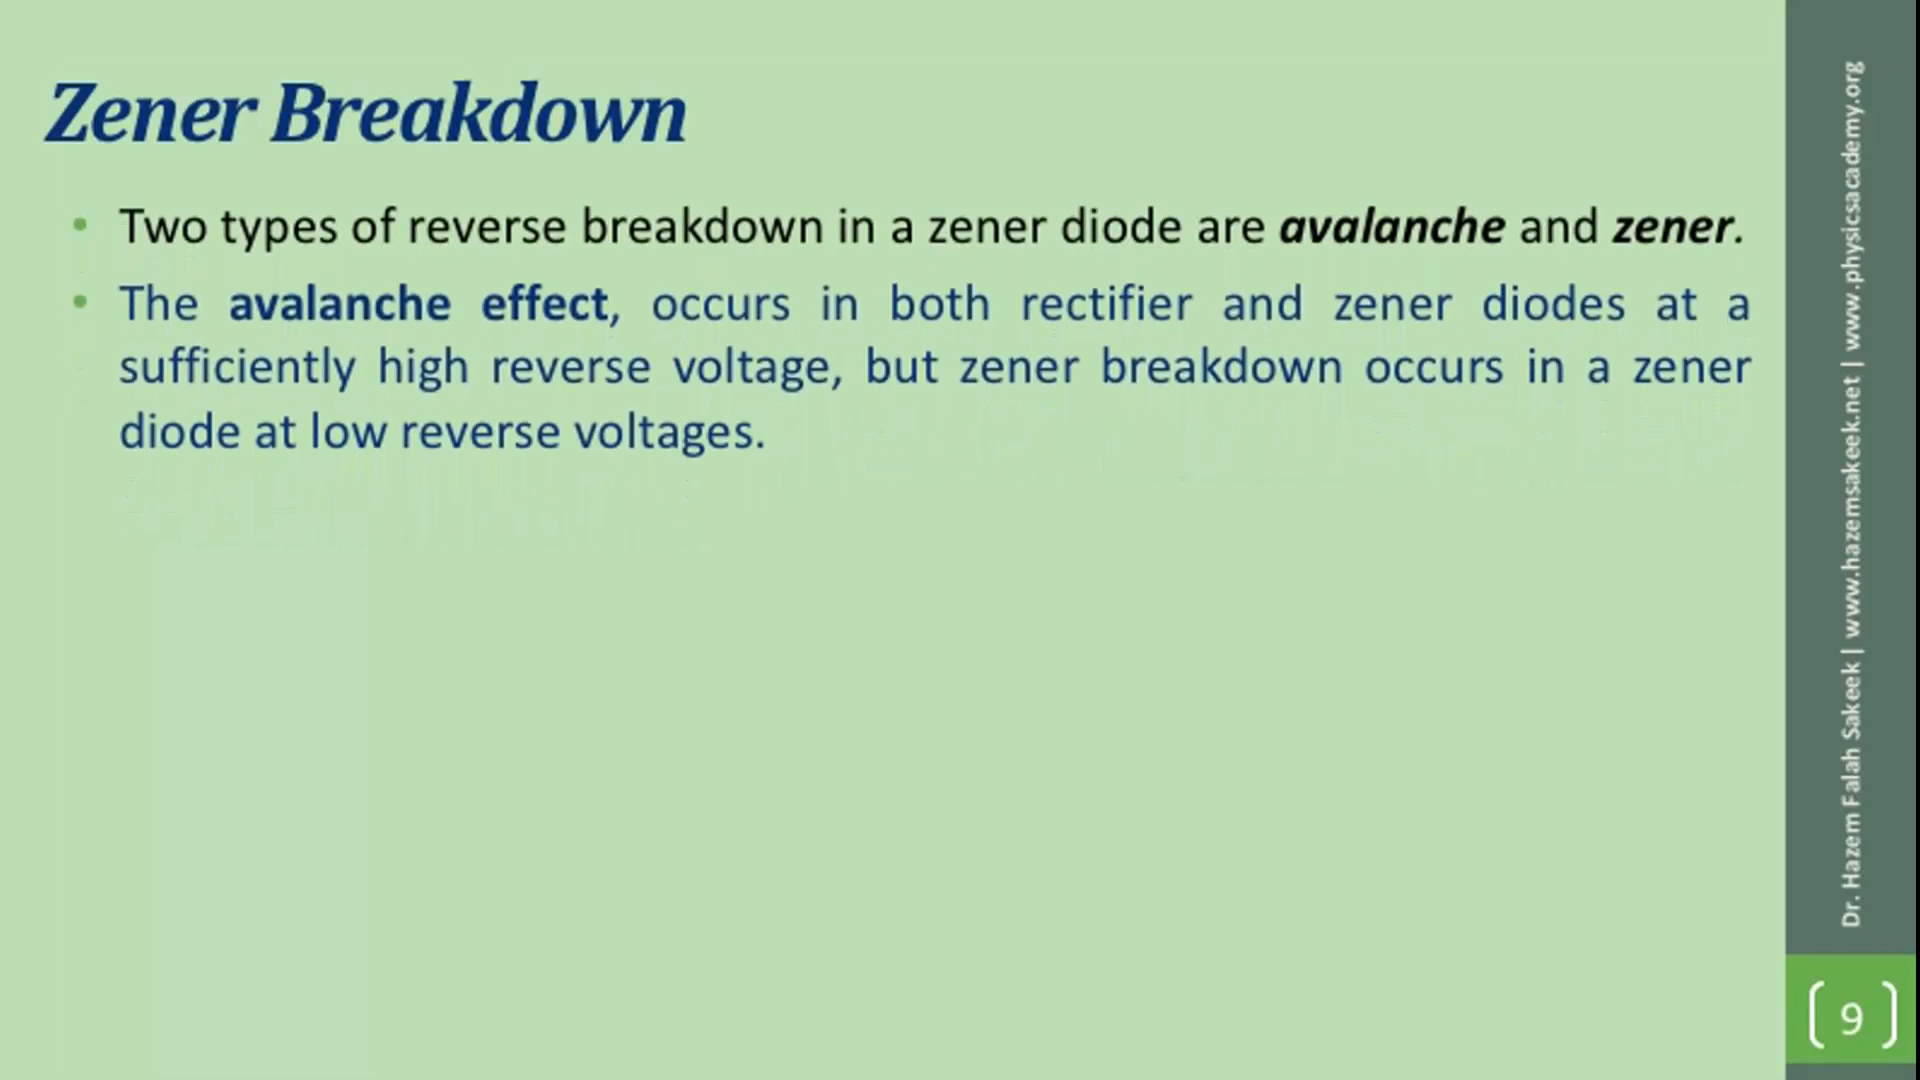 Zener Breakdown
• Two types of reverse breakdown in a zener diode are avalanche and zener.
• The avalanche effect, occurs in both rectifier and zener diodes at a
sufficiently high reverse voltage, but zener breakdown occurs in a zener
diode at low reverse voltages.
Dr. Hazem Falah Sakeek | www.hazemsakeek.net | www.physicsacademy.org
9